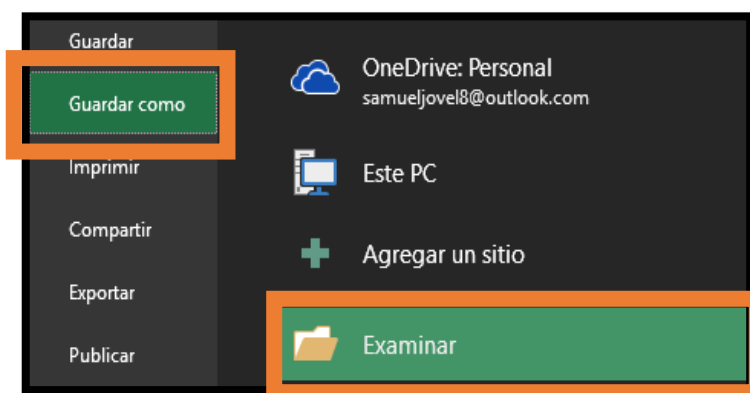 Guardar
Guardar como
Imprimir
Compartir
Exportar
Publicar
OneDrive: Personal
samueljovel8@outlook.com
Este PC
Agregar un sitio
Examinar